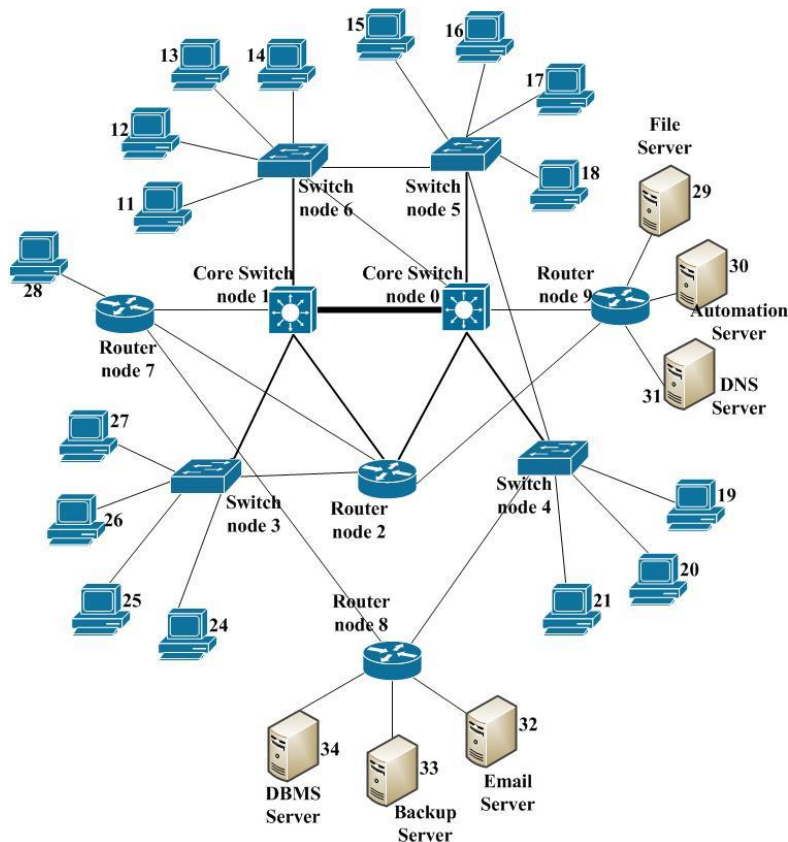 15
16
13
14
17
File
Server
12
18
29
Switch
node 6
Switch
node 5
11
30
Core Switch
node 1
Core Switch
node 0
Router
node 9
28
Automation
Server
Router
node 7
31
DNS
Server
27
Switch
node 3
Router
node 2
Switch
node 4
19
26
20
25
24
21
Router
node 8
32
34
33
DBMS
Server
Email
Server
Backup
Server